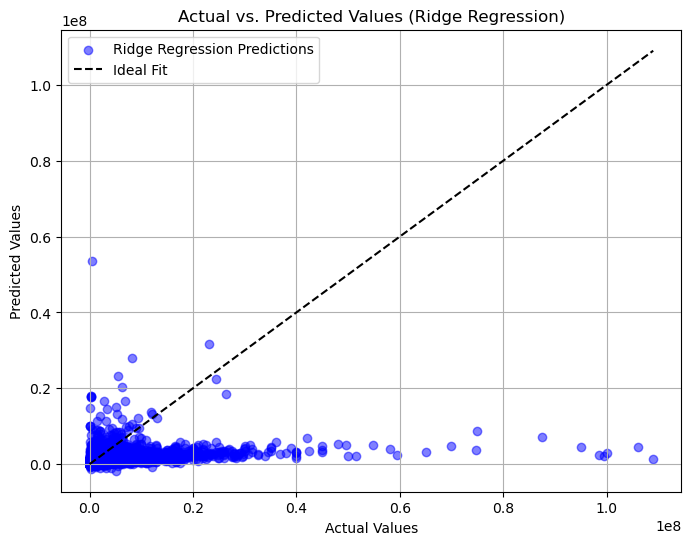 Actual vs. Predicted Values (Ridge Regression)
1e8
Ridge Regression Predictions
Ideal Fit
1.0
0.8
0.6
0.4
0.2
0.0
Predicted Values
0.0 0.2 0.4 0.6 0.8 1.0
Actual Values
1e8